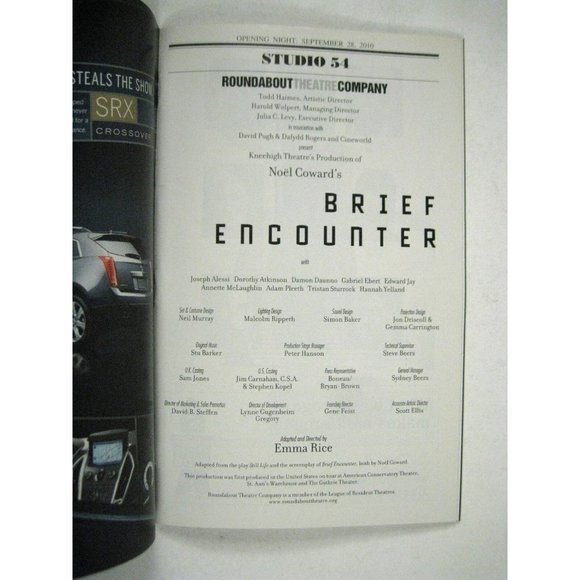 STEALS THE SHOW
SRX
CROSSOVER
OPENING NIGHT: SEPTEMBER 28, 2010
STUDIO 54
ROUNDABOUTTHEATRECOMPANY
Todd Haimes, Artistic Director
Harold Wolpert, Managing Director
Julia C. Levy, Executive Director
in association with
David Pugh & Dafydd Rogers and Cineworld
present
Kneehigh Theatre's Production of
Noël Coward's
BRIEF
ENCOUNTER
with
Joseph Alessi Dorothy Atkinson Damon Daunno Gabriel Ebert Edward Jay
Annette McLaughlin Adam Pleeth Tristan Sturrock Hannah Yelland
Set & Costume Design Lighting Design Sound Design Projection Design
Neil Murray Malcolm Rippeth Simon Baker Jon Driscoll &
Gemma Carrington
Original Music Production Stage Manager Technical Supervisor
Stu Barker Peter Hanson Steve Beers
U.K. Casting U.S. Casting Press Representative General Manager
Sam Jones Jim Carnahan, C.S.A. Boneau/ Sydney Beers
& Stephen Kopel Bryan-Brown
Director of Marketing & Sales Promotion Director of Development Founding Director Associate Artistic Director
David B. Steffen Lynne Gugenheim Gene Feist Scott Ellis
Gregory
Adapted and Directed by
Emma Rice
Adapted from the play Still Life and the screenplay of Brief Encounter, both by Noël Coward.
This production was first produced in the United States on tour at American Conservatory Theater,
St. Ann's Warehouse and The Guthrie Theater.
Roundabout Theatre Company is a member of the League of Resident Theatres.
www.roundabouttheatre.org